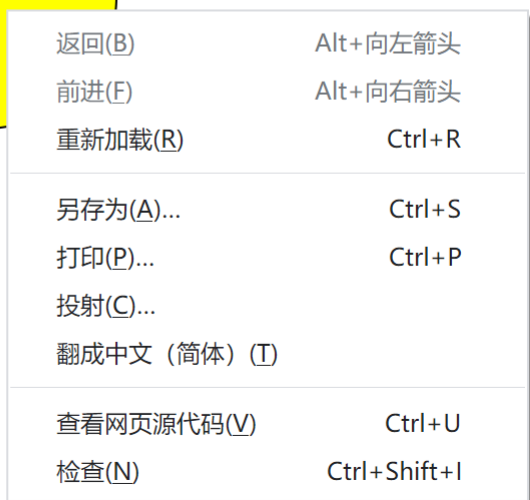 返回(B) Alt+向左箭头
前进(F) Alt+向右箭头
重新加载(R) Ctrl+R
另存为(A)... Ctrl+S
打印(P)... Ctrl+P
投射(C)...
翻成中文（简体）(T)
查看网页源代码(V) Ctrl+U
检查(N) Ctrl+Shift+I